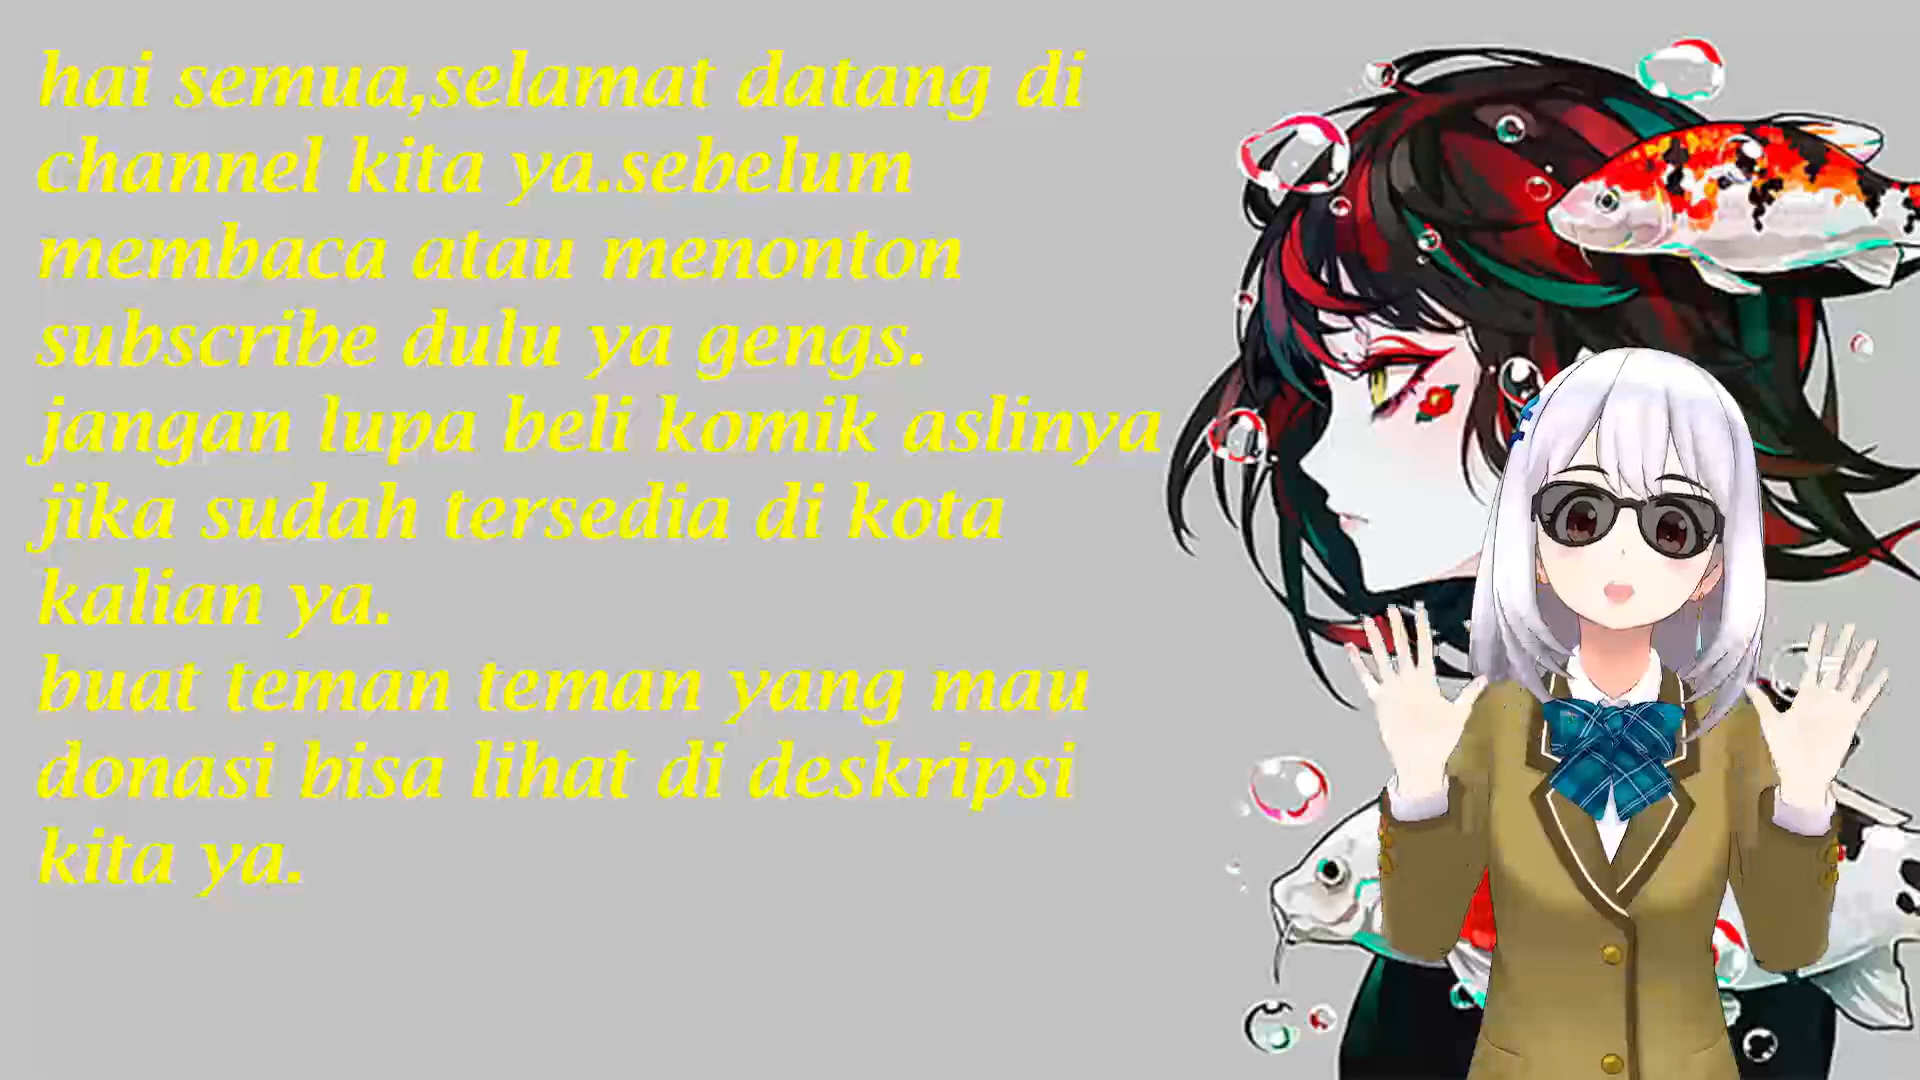 hai semua,selamat datang di
channel kita ya.sebelum
membaca atau menonton
subscribe dulu ya gengs.
jangan lupa beli komik aslinya
jika sudah tersedia di kota
kalian ya.
buat teman teman yang mau
donasi bisa lihat di deskripsi
kita ya.